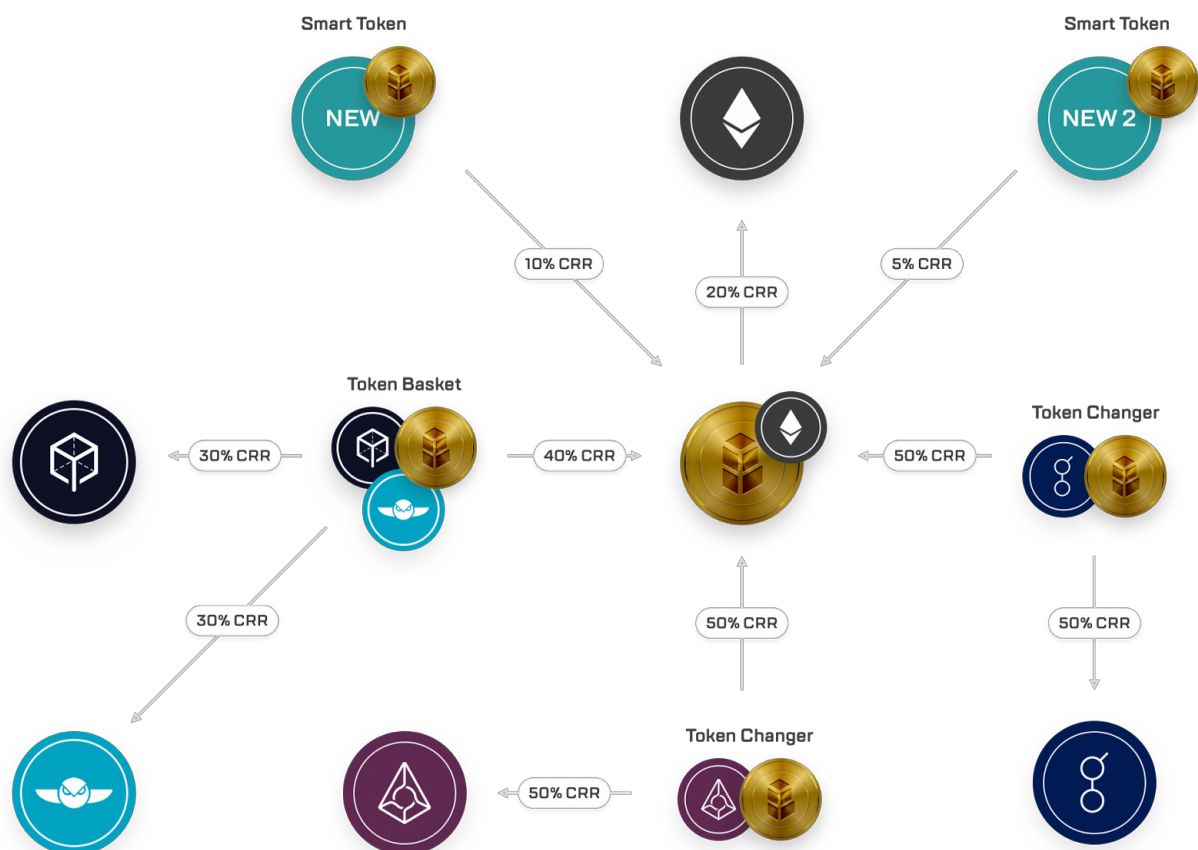 Smart Token
Smart Token
NEW
NEW 2
10% CRR
5% CRR
20% CRR
Token Basket
Token Changer
30% CRR
40% CRR
50% CRR
30% CRR
50% CRR
50% CRR
Token Changer
50% CRR